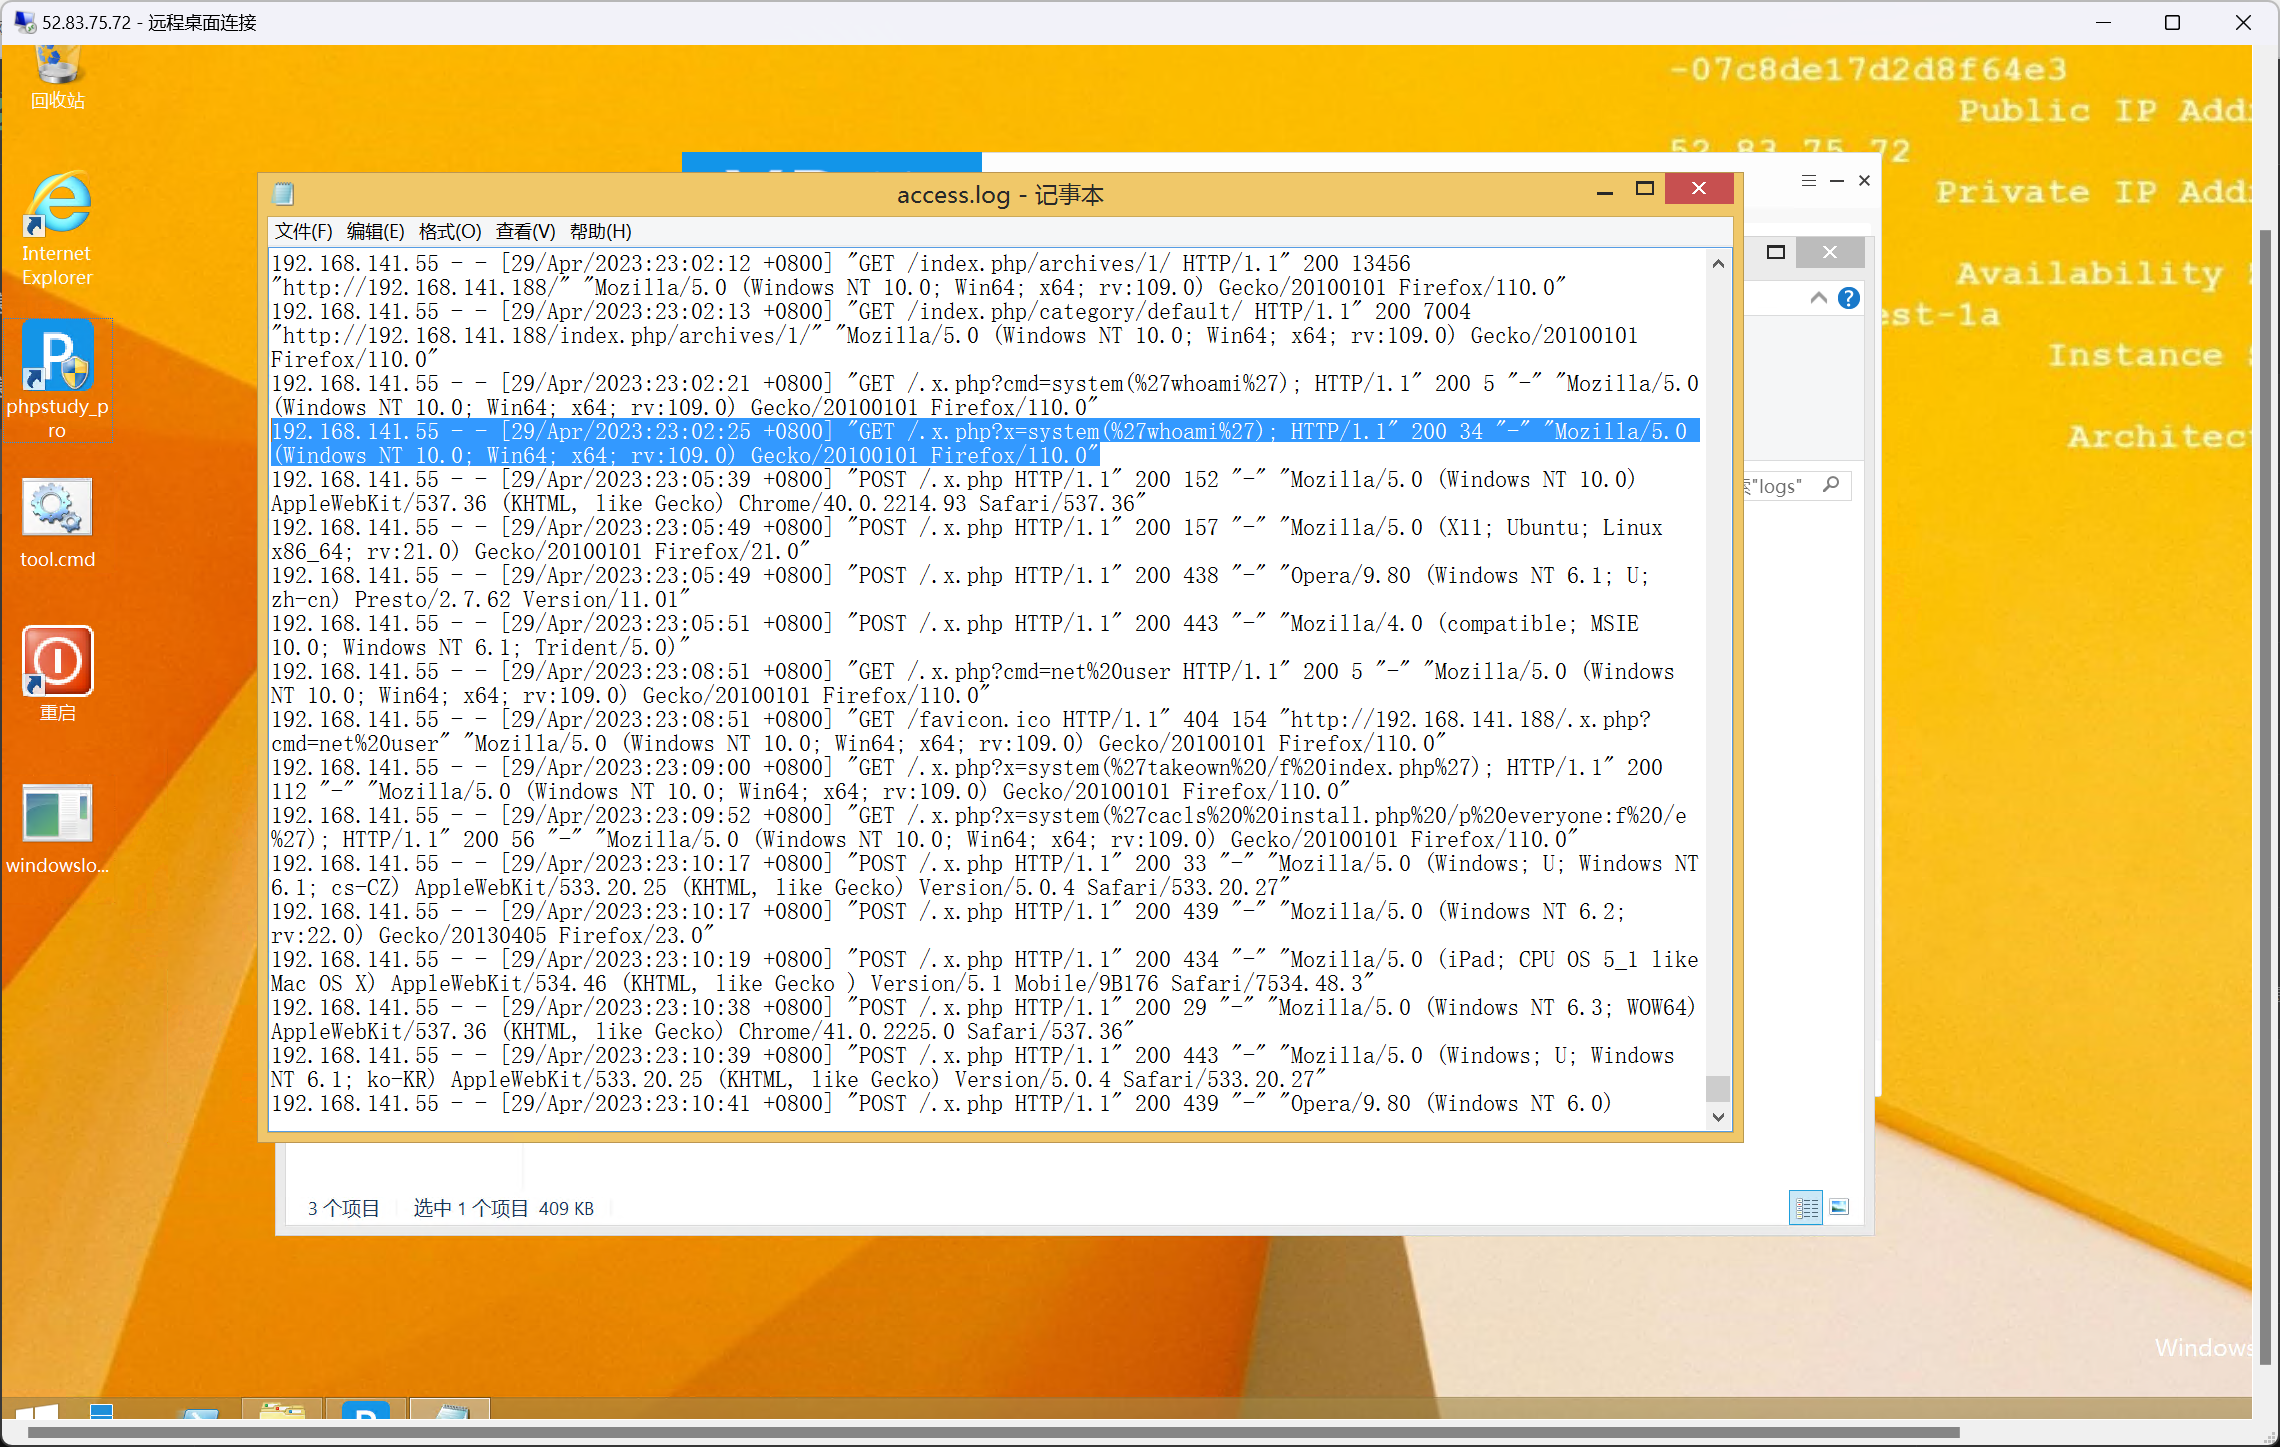 52.83.75.72 - 远程桌面连接
-07c8de17d2d8f64e3
回收站
Public IP Add
52.83.75.72
Private IP Add
access.log - 记事本
文件(F) 编辑(E) 格式(O) 查看(V) 帮助(H)
Internet
Explorer
192.168.141.55 - - [29/Apr/2023:23:02:12 +0800] "GET /index.php/archives/1/ HTTP/1.1" 200 13456
"http://192.168.141.188/" "Mozilla/5.0 (Windows NT 10.0; Win64; x64; rv:109.0) Gecko/20100101 Firefox/110.0"
192.168.141.55 - - [29/Apr/2023:23:02:13 +0800] "GET /index.php/category/default/ HTTP/1.1" 200 7004
"http://192.168.141.188/index.php/archives/1/" "Mozilla/5.0 (Windows NT 10.0; Win64; x64; rv:109.0) Gecko/20100101
Firefox/110.0"
192.168.141.55 - - [29/Apr/2023:23:02:21 +0800] "GET /.x.php?cmd=system(%27whoami%27); HTTP/1.1" 200 5 "-" "Mozilla/5.0
(Windows NT 10.0; Win64; x64; rv:109.0) Gecko/20100101 Firefox/110.0"
192.168.141.55 - - [29/Apr/2023:23:02:25 +0800] "GET /.x.php?x=system(%27whoami%27); HTTP/1.1" 200 34 "-" "Mozilla/5.0
(Windows NT 10.0; Win64; x64; rv:109.0) Gecko/20100101 Firefox/110.0"
192.168.141.55 - - [29/Apr/2023:23:05:39 +0800] "POST /.x.php HTTP/1.1" 200 152 "-" "Mozilla/5.0 (Windows NT 10.0)
AppleWebKit/537.36 (KHTML, like Gecko) Chrome/40.0.2214.93 Safari/537.36"
192.168.141.55 - - [29/Apr/2023:23:05:49 +0800] "POST /.x.php HTTP/1.1" 200 157 "-" "Mozilla/5.0 (X11; Ubuntu; Linux
x86_64; rv:21.0) Gecko/20100101 Firefox/21.0"
192.168.141.55 - - [29/Apr/2023:23:05:49 +0800] "POST /.x.php HTTP/1.1" 200 438 "-" "Opera/9.80 (Windows NT 6.1; U;
zh-cn) Presto/2.7.62 Version/11.01"
192.168.141.55 - - [29/Apr/2023:23:05:51 +0800] "POST /.x.php HTTP/1.1" 200 443 "-" "Mozilla/4.0 (compatible; MSIE
10.0; Windows NT 6.1; Trident/5.0)"
192.168.141.55 - - [29/Apr/2023:23:08:51 +0800] "GET /.x.php?cmd=net%20user HTTP/1.1" 200 5 "-" "Mozilla/5.0 (Windows
NT 10.0; Win64; x64; rv:109.0) Gecko/20100101 Firefox/110.0"
192.168.141.55 - - [29/Apr/2023:23:08:51 +0800] "GET /favicon.ico HTTP/1.1" 404 154 "http://192.168.141.188/.x.php?
cmd=net%20user" "Mozilla/5.0 (Windows NT 10.0; Win64; x64; rv:109.0) Gecko/20100101 Firefox/110.0"
192.168.141.55 - - [29/Apr/2023:23:09:00 +0800] "GET /.x.php?x=system(%27takeown%20/f%20index.php%27); HTTP/1.1" 200
112 "-" "Mozilla/5.0 (Windows NT 10.0; Win64; x64; rv:109.0) Gecko/20100101 Firefox/110.0"
192.168.141.55 - - [29/Apr/2023:23:09:52 +0800] "GET /.x.php?x=system(%27cacls%20%20install.php%20/p%20everyone:f%20/e
%27); HTTP/1.1" 200 56 "-" "Mozilla/5.0 (Windows NT 10.0; Win64; x64; rv:109.0) Gecko/20100101 Firefox/110.0"
192.168.141.55 - - [29/Apr/2023:23:10:17 +0800] "POST /.x.php HTTP/1.1" 200 33 "-" "Mozilla/5.0 (Windows; U; Windows NT
6.1; cs-CZ) AppleWebKit/533.20.25 (KHTML, like Gecko) Version/5.0.4 Safari/533.20.27"
192.168.141.55 - - [29/Apr/2023:23:10:17 +0800] "POST /.x.php HTTP/1.1" 200 439 "-" "Mozilla/5.0 (Windows NT 6.2;
rv:22.0) Gecko/20130405 Firefox/23.0"
192.168.141.55 - - [29/Apr/2023:23:10:19 +0800] "POST /.x.php HTTP/1.1" 200 434 "-" "Mozilla/5.0 (iPad; CPU OS 5_1 like
Mac OS X) AppleWebKit/534.46 (KHTML, like Gecko ) Version/5.1 Mobile/9B176 Safari/7534.48.3"
192.168.141.55 - - [29/Apr/2023:23:10:38 +0800] "POST /.x.php HTTP/1.1" 200 29 "-" "Mozilla/5.0 (Windows NT 6.3; WOW64)
AppleWebKit/537.36 (KHTML, like Gecko) Chrome/41.0.2225.0 Safari/537.36"
192.168.141.55 - - [29/Apr/2023:23:10:39 +0800] "POST /.x.php HTTP/1.1" 200 443 "-" "Mozilla/5.0 (Windows; U; Windows
NT 6.1; ko-KR) AppleWebKit/533.20.25 (KHTML, like Gecko) Version/5.0.4 Safari/533.20.27"
192.168.141.55 - - [29/Apr/2023:23:10:41 +0800] "POST /.x.php HTTP/1.1" 200 439 "-" "Opera/9.80 (Windows NT 6.0)
Availability
est-1a
Instance
Architec
"logs"
phpstudy_p
ro
tool.cmd
重启
windowslo...
3 个项目 选中 1 个项目 409 KB
Windows